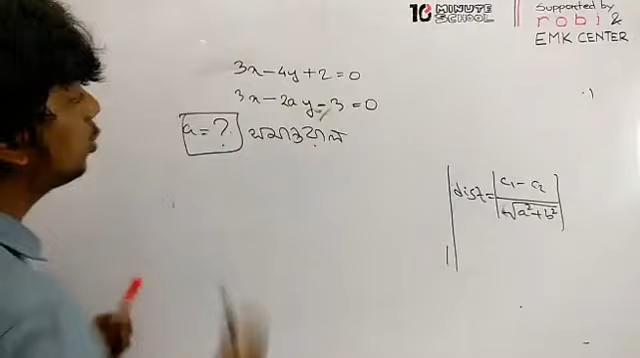 10 MINUTE SCHOOL
Supported by
robi &
EMK CENTER
3x - 4y + 2 = 0
3x - 2ay - 3 = 0
a = ? সমান্তরাল
dist = | c₁ - c₂ / √a² + b² |